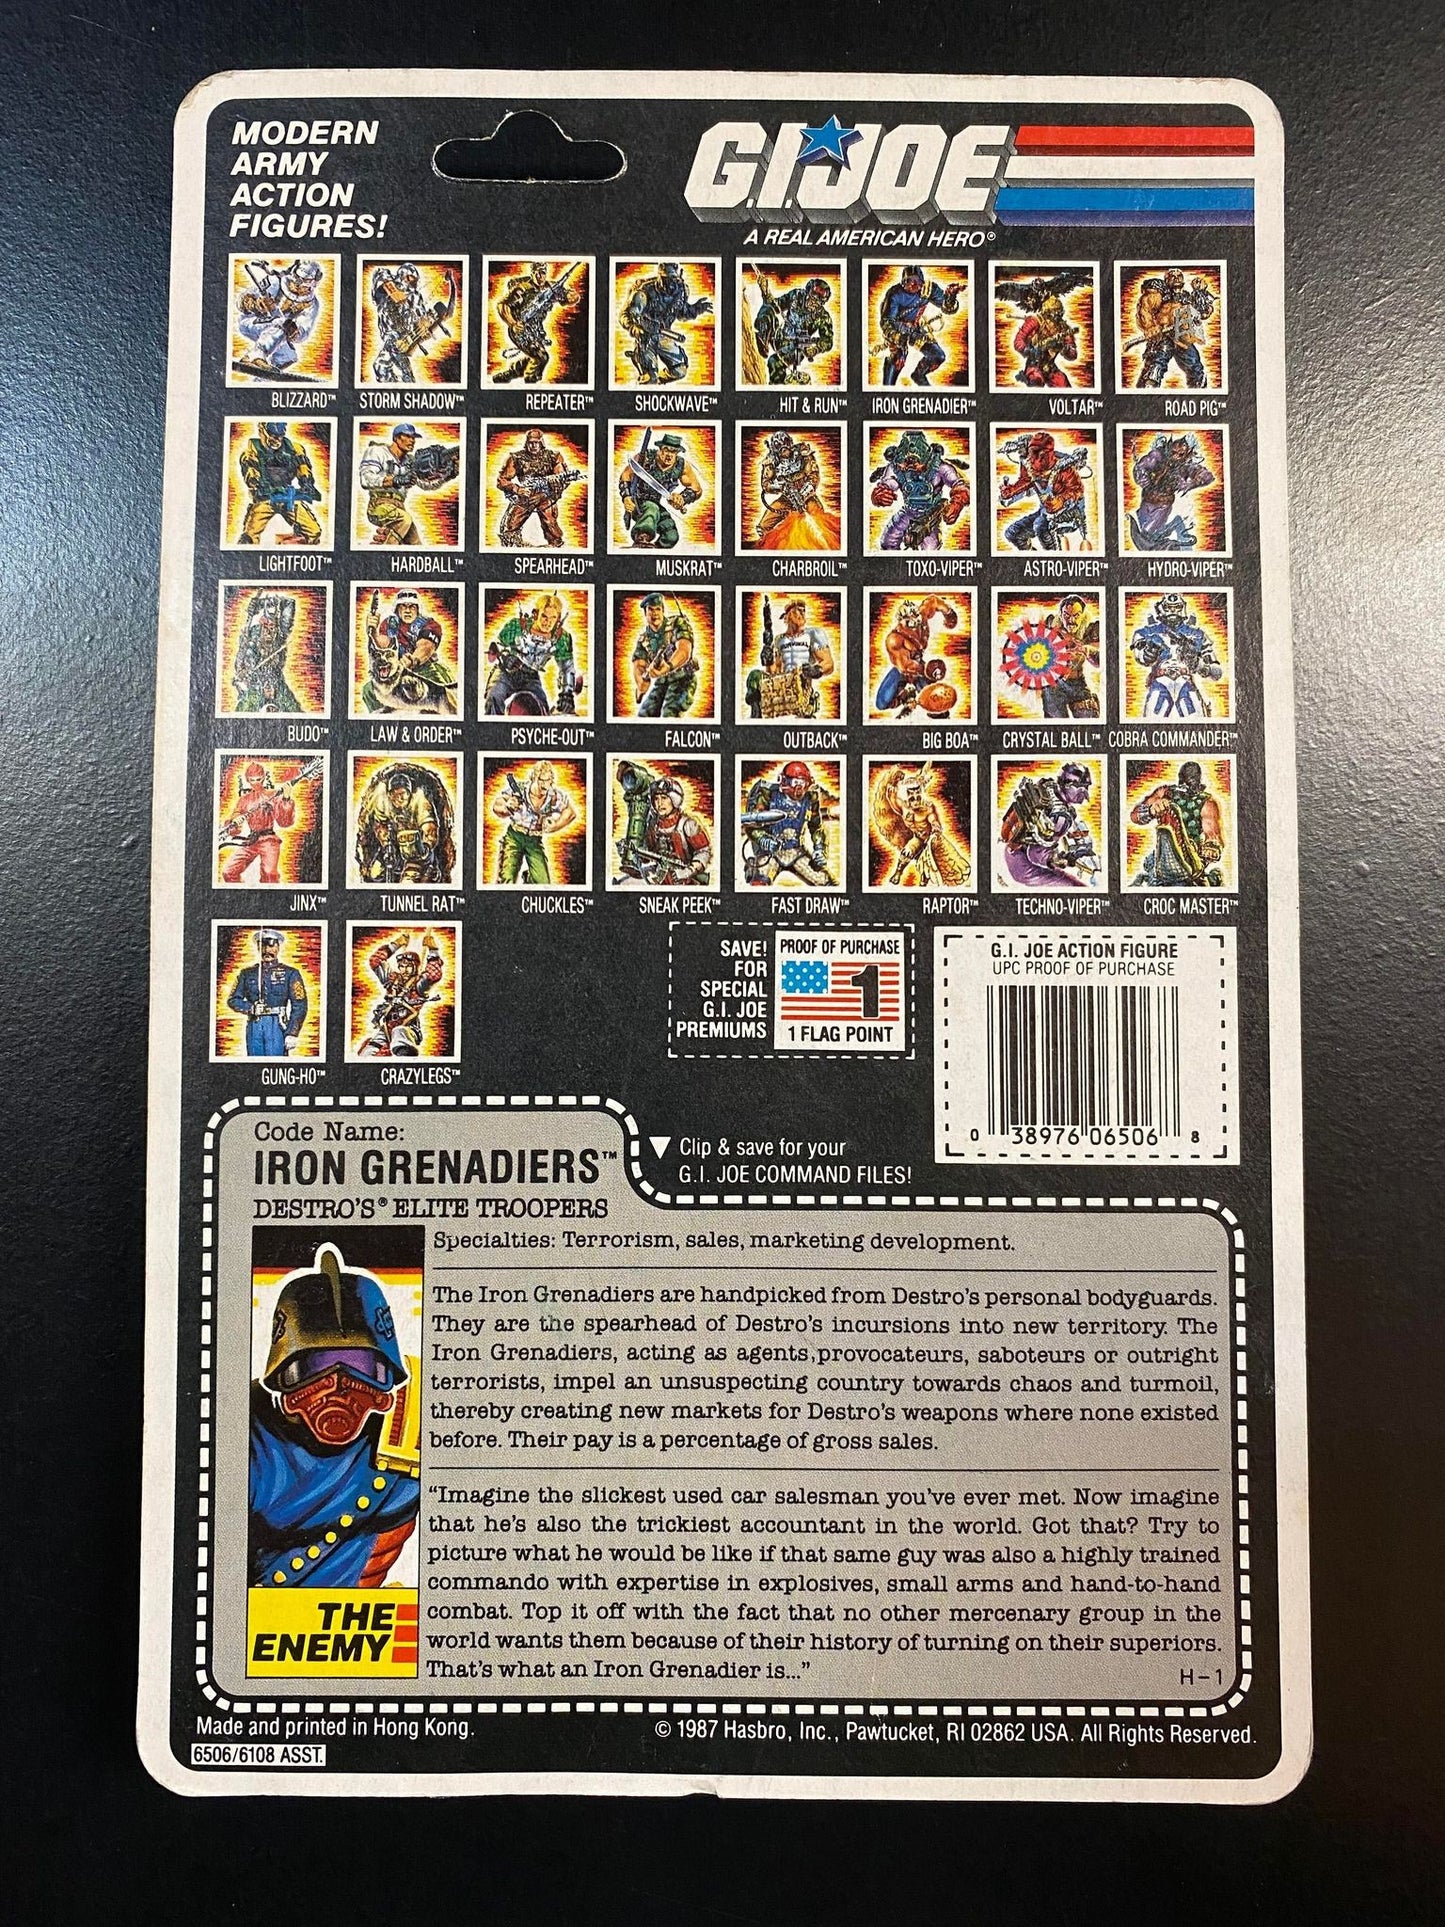 MODERN
ARMY
ACTION
FIGURES!
G.I. JOE
A REAL AMERICAN HERO®
BLIZZARD™ STORM SHADOW™ REPEATER™ SHOCKWAVE™ HIT & RUN™ IRON GRENADIER™ VOLTAR™ ROAD PIG™
LIGHTFOOT™ HARDBALL™ SPEARHEAD™ MUSKRAT™ CHARBROIL™ TOXO-VIPER™ ASTRO-VIPER™ HYDRO-VIPER™
BUDO™ LAW & ORDER™ PSYCHE-OUT™ FALCON™ OUTBACK™ BIG BOA™ CRYSTAL BALL™ COBRA COMMANDER™
JINX™ TUNNEL RAT™ CHUCKLES™ SNEAK PEEK™ FAST DRAW™ RAPTOR™ TECHNO-VIPER™ CROC MASTER™
GUNG-HO™ CRAZYLEGS™
SAVE!
FOR
SPECIAL
G.I. JOE
PREMIUMS
PROOF OF PURCHASE
1
1 FLAG POINT
G.I. JOE ACTION FIGURE
UPC PROOF OF PURCHASE
0 38976 06506 8
▼ Clip & save for your
G.I. JOE COMMAND FILES!
Code Name:
IRON GRENADIERS™
DESTRO'S® ELITE TROOPERS
Specialties: Terrorism, sales, marketing development.
The Iron Grenadiers are handpicked from Destro's personal bodyguards.
They are the spearhead of Destro's incursions into new territory. The
Iron Grenadiers, acting as agents,provocateurs, saboteurs or outright
terrorists, impel an unsuspecting country towards chaos and turmoil,
thereby creating new markets for Destro's weapons where none existed
before. Their pay is a percentage of gross sales.
"Imagine the slickest used car salesman you've ever met. Now imagine
that he's also the trickiest accountant in the world. Got that? Try to
picture what he would be like if that same guy was also a highly trained
commando with expertise in explosives, small arms and hand-to-hand
combat. Top it off with the fact that no other mercenary group in the
world wants them because of their history of turning on their superiors.
That's what an Iron Grenadier is..."
H-1
THE
ENEMY
Made and printed in Hong Kong.
© 1987 Hasbro, Inc., Pawtucket, RI 02862 USA. All Rights Reserved.
6506/6108 ASST.